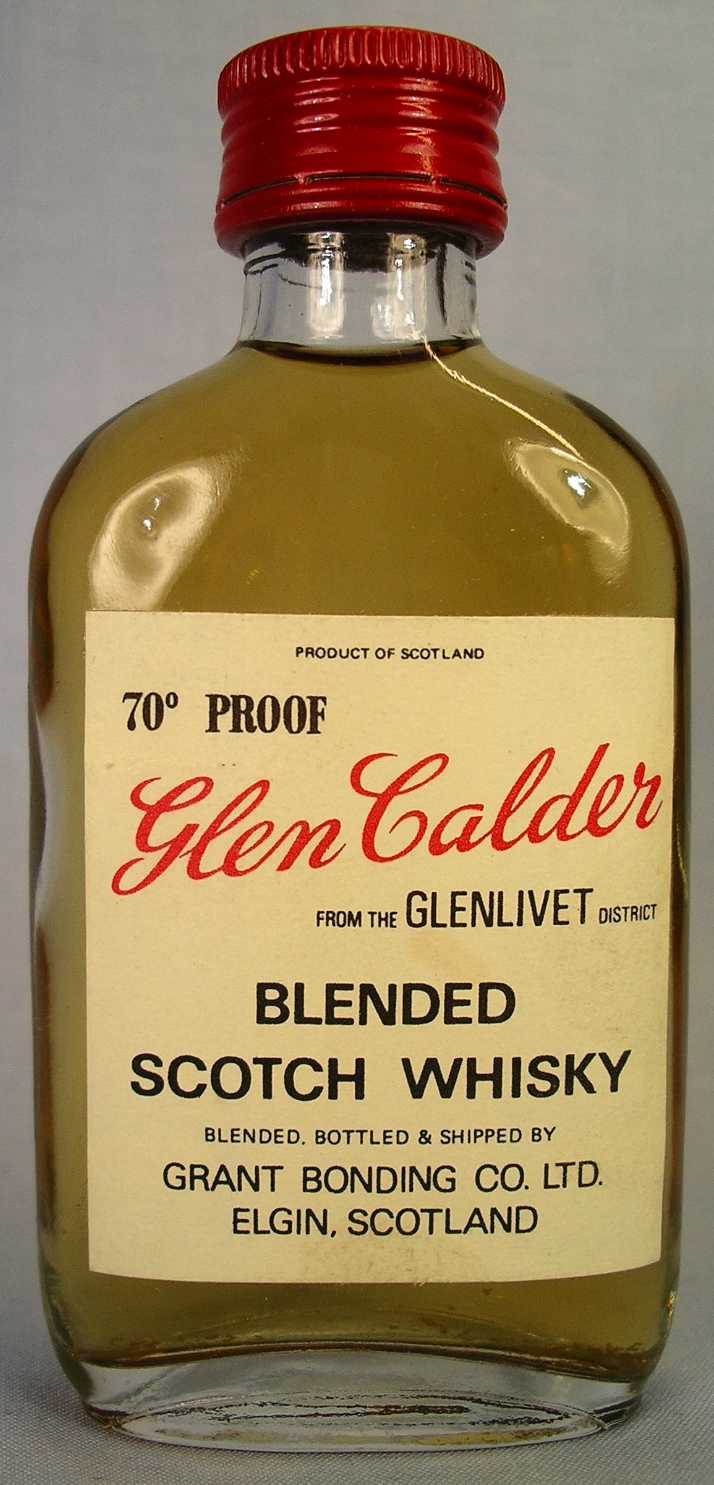 PRODUCT OF SCOTLAND
70º PROOF
Glen Calder
FROM THE GLENLIVET DISTRICT
BLENDED
SCOTCH WHISKY
BLENDED. BOTTLED & SHIPPED BY
GRANT BONDING CO. LTD.
ELGIN, SCOTLAND